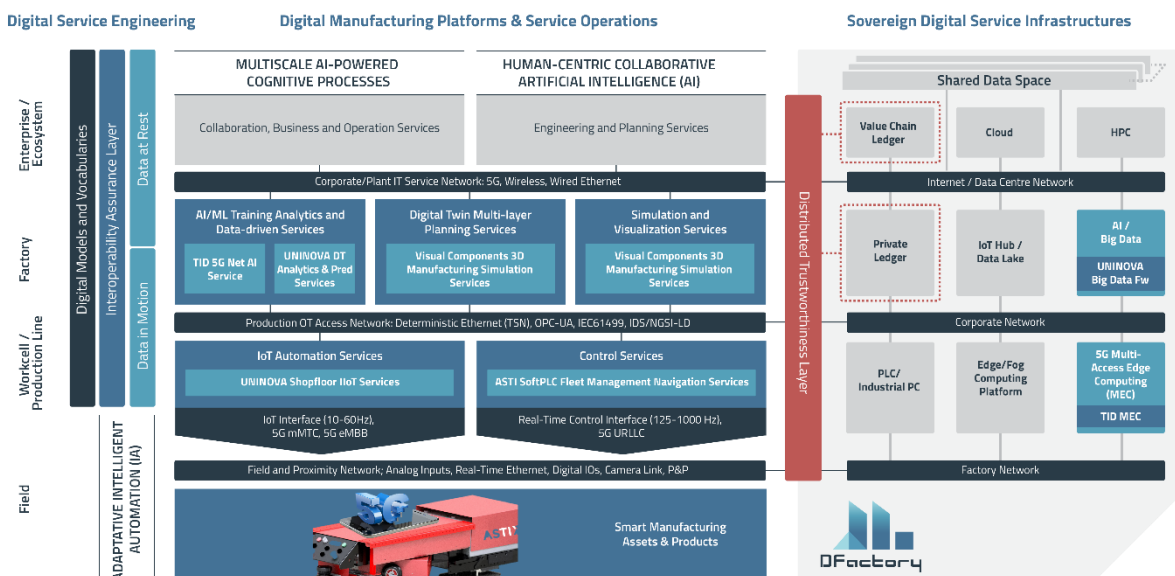 Digital Service Engineering
Digital Manufacturing Platforms & Service Operations
Sovereign Digital Service Infrastructures
Enterprise /
Ecosystem
Factory
Workcell /
Production Line
Field
Digital Models and Vocabularies
Interoperability Assurance Layer
Data at Rest
Data in Motion
ADAPTATIVE INTELLIGENT
AUTOMATION (IA)
MULTISCALE AI-POWERED
COGNITIVE PROCESSES
HUMAN-CENTRIC COLLABORATIVE
ARTIFICIAL INTELLIGENCE (AI)
Collaboration, Business and Operation Services
Engineering and Planning Services
Corporate/Plant IT Service Network: 5G, Wireless, Wired Ethernet
AI/ML Training Analytics and
Data-driven Services
TID 5G Net AI
Service
UNINOVA DT
Analytics & Pred
Services
Digital Twin Multi-layer
Planning Services
Visual Components 3D
Manufacturing Simulation
Services
Simulation and
Visualization Services
Visual Components 3D
Manufacturing Simulation
Services
Production OT Access Network: Deterministic Ethernet (TSN), OPC-UA, IEC61499, IDS/NGSI-LD
IoT Automation Services
UNINOVA Shopfloor IIoT Services
Control Services
ASTI SoftPLC Fleet Management Navigation Services
IoT Interface (10-60Hz),
5G mMTC, 5G eMBB
Real-Time Control Interface (125-1000 Hz),
5G URLLC
Field and Proximity Network; Analog Inputs, Real-Time Ethernet, Digital IOs, Camera Link, P&P
ASTI
Smart Manufacturing
Assets & Products
Distributed Trustworthiness Layer
Shared Data Space
Value Chain
Ledger
Cloud
HPC
Internet / Data Centre Network
Private
Ledger
IoT Hub /
Data Lake
AI /
Big Data
UNINOVA
Big Data Fw
Corporate Network
PLC/
Industrial PC
Edge/Fog
Computing
Platform
5G Multi-
Access Edge
Computing
(MEC)
TID MEC
Factory Network
DFactory